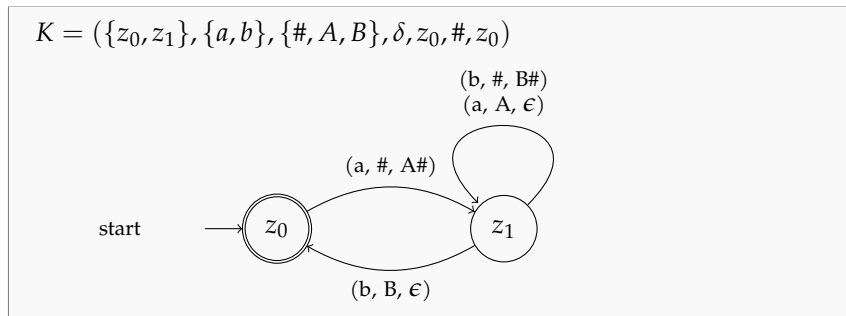 K = ({z₀, z₁}, {a, b}, {#, A, B}, δ, z₀, #, z₀)
(b, #, B#)
(a, A, ϵ)
(a, #, A#)
start
z₀
z₁
(b, B, ϵ)